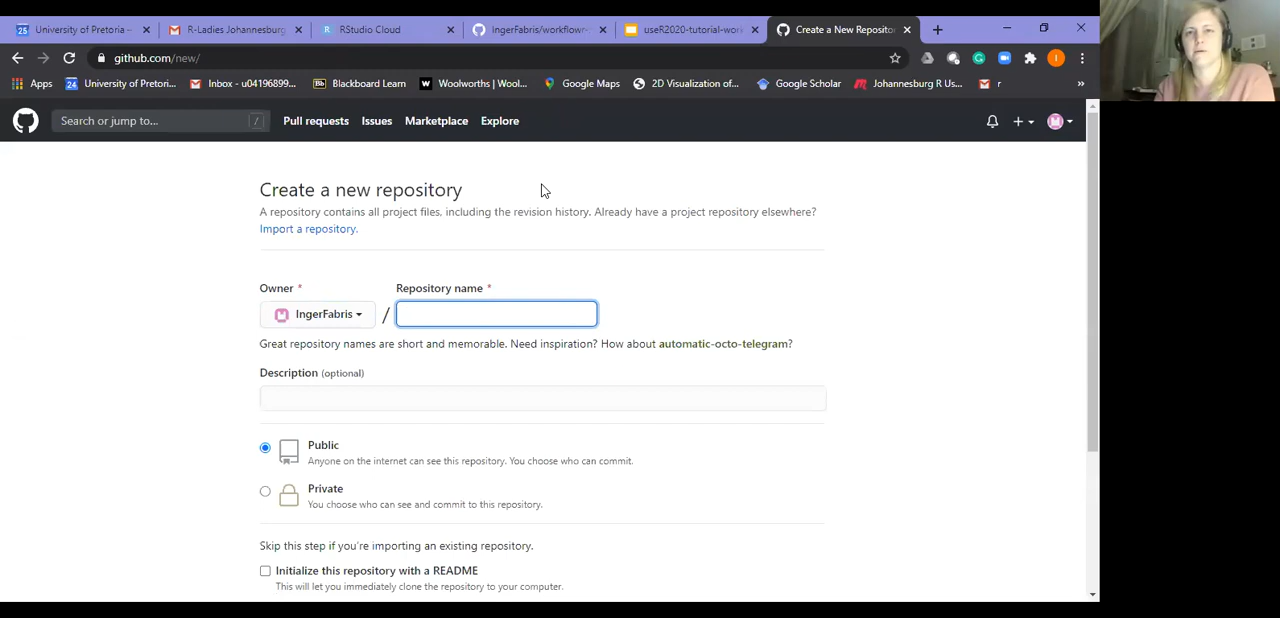 University of Pretoria –
R-Ladies Johannesburg
RStudio Cloud
IngerFabris/workflowr-
useR2020-tutorial-work
Create a New Reposito
github.com/new/
Apps
University of Pretori...
Inbox - u04196899...
Blackboard Learn
Woolworths | Wool...
Google Maps
2D Visualization of...
Google Scholar
Johannesburg R Us...
r
»
Search or jump to...
/
Pull requests
Issues
Marketplace
Explore
Create a new repository
A repository contains all project files, including the revision history. Already have a project repository elsewhere?
Import a repository.
Owner *
Repository name *
IngerFabris
/
Great repository names are short and memorable. Need inspiration? How about automatic-octo-telegram?
Description (optional)
Public
Anyone on the internet can see this repository. You choose who can commit.
Private
You choose who can see and commit to this repository.
Skip this step if you're importing an existing repository.
Initialize this repository with a README
This will let you immediately clone the repository to your computer.